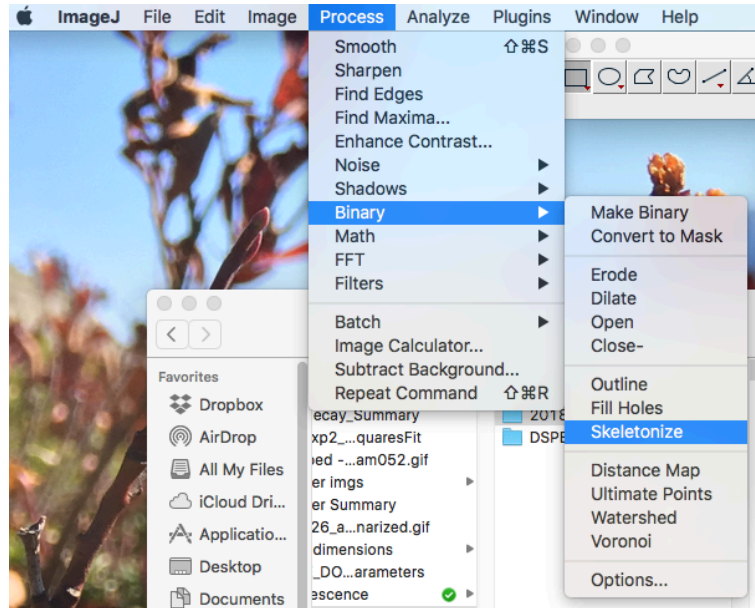 ImageJ File Edit Image Process Analyze Plugins Window Help
Smooth ⇧⌘S
Sharpen
Find Edges
Find Maxima...
Enhance Contrast...
Noise
Shadows
Binary
Math
FFT
Filters
Batch
Image Calculator...
Subtract Background...
Repeat Command ⇧⌘R
Make Binary
Convert to Mask
Erode
Dilate
Open
Close-
Outline
Fill Holes
Skeletonize
Distance Map
Ultimate Points
Watershed
Voronoi
Options...
Favorites
Dropbox
AirDrop
All My Files
iCloud Dri...
Applicatio...
Desktop
Documents
ecay_Summary
xp2_...quaresFit
ed -...am052.gif
er imgs
er Summary
26_a...narized.gif
dimensions
_DO...arameters
escence
2018
DSPE